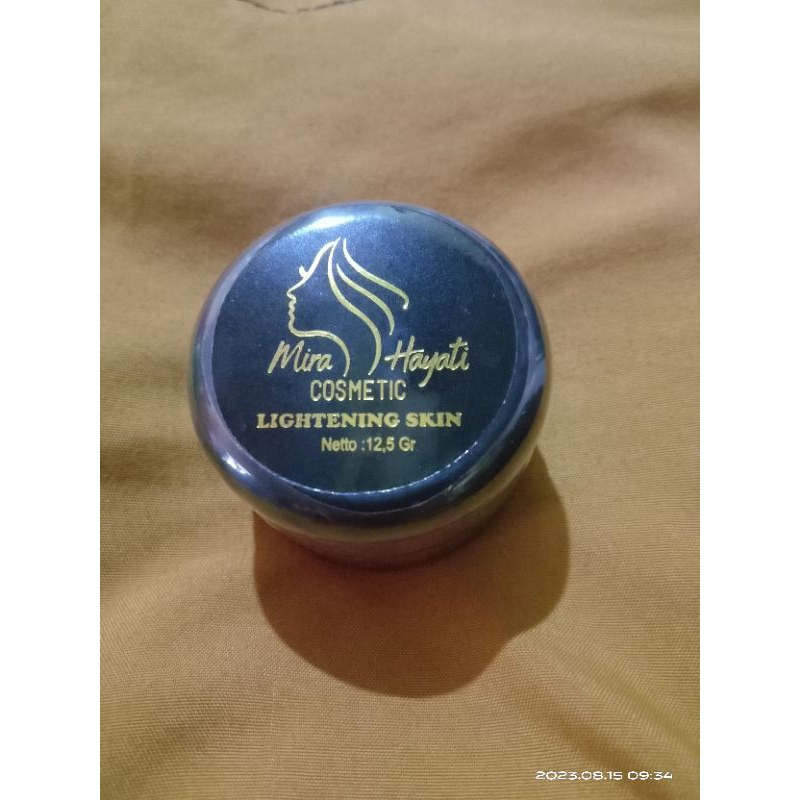 Mira Hayati
COSMETIC
LIGHTENING SKIN
Netto :12,5 Gr
2023.08.15 09:34